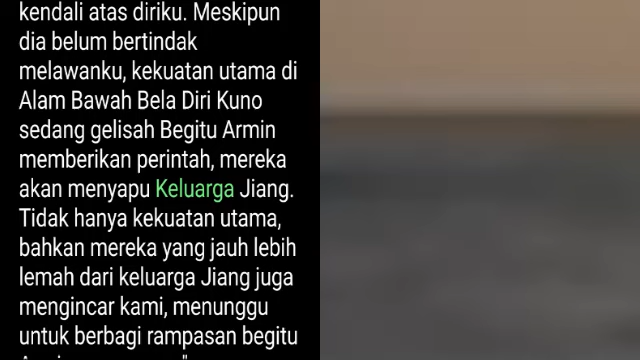 kendali atas diriku. Meskipun
dia belum bertindak
melawanku, kekuatan utama di
Alam Bawah Bela Diri Kuno
sedang gelisah Begitu Armin
memberikan perintah, mereka
akan menyapu Keluarga Jiang.
Tidak hanya kekuatan utama,
bahkan mereka yang jauh lebih
lemah dari keluarga Jiang juga
mengincar kami, menunggu
untuk berbagi rampasan begitu